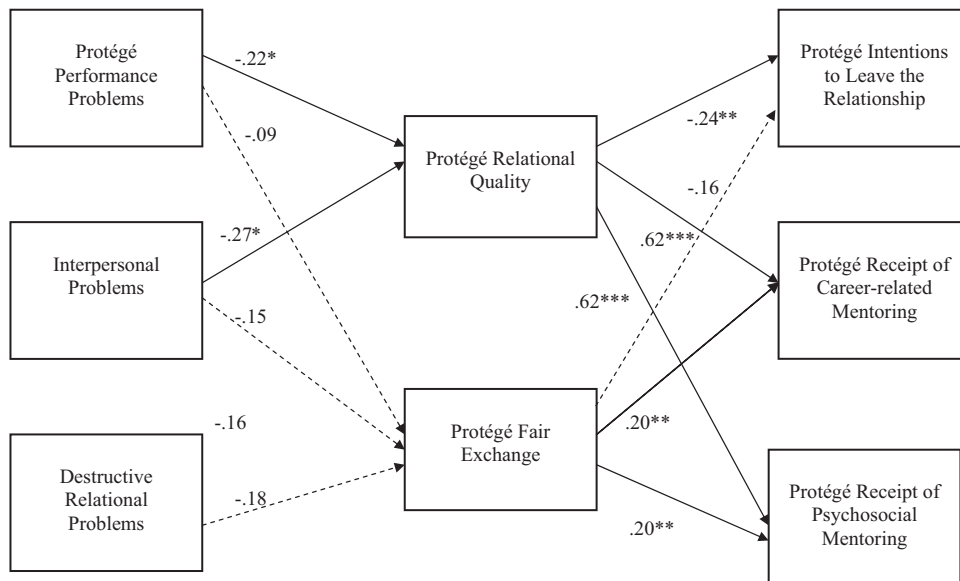 Protégé
Performance
Problems
Interpersonal
Problems
Destructive
Relational
Problems
-.22*
-.09
-.27*
-.15
-.16
-.18
Protégé Relational
Quality
Protégé Fair
Exchange
-.24**
-.16
.62***
.62***
.20**
.20**
Protégé Intentions
to Leave the
Relationship
Protégé Receipt of
Career-related
Mentoring
Protégé Receipt of
Psychosocial
Mentoring